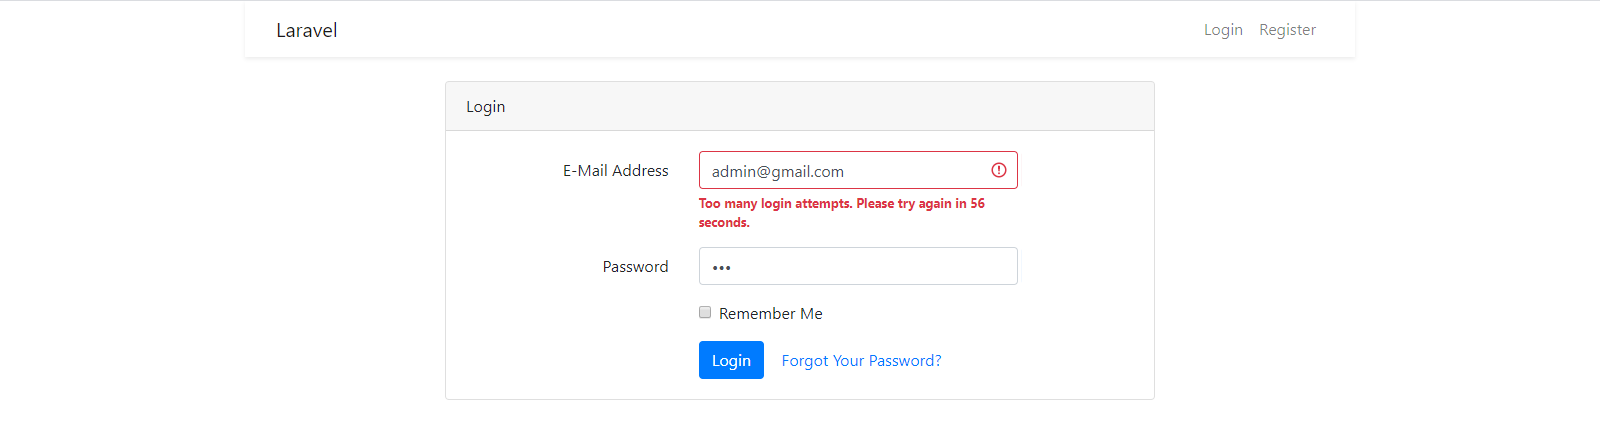 Laravel
Login Register
Login
E-Mail Address
admin@gmail.com
Too many login attempts. Please try again in 56
seconds.
Password
•••
Remember Me
Login Forgot Your Password?